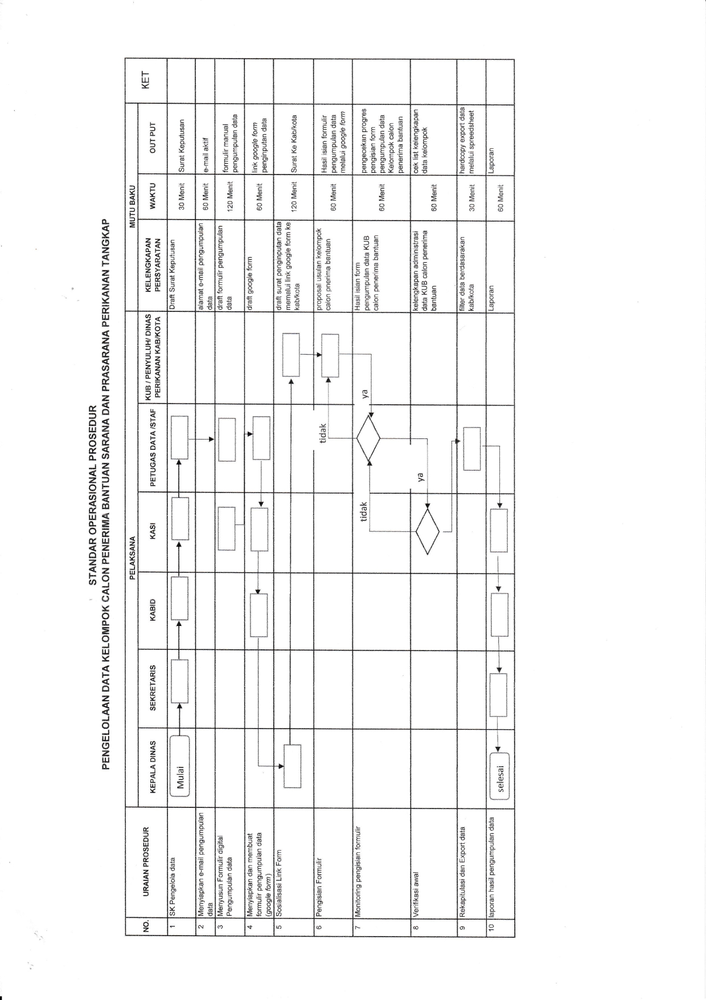 STANDAR OPERASIONAL PROSEDUR
PENGELOLAAN DATA KELOMPOK CALON PENERIMA BANTUAN SARANA DAN PRASARANA PERIKANAN TANGKAP
NO.
URAIAN PROSEDUR
PELAKSANA
MUTU BAKU
KET
KEPALA DINAS
SEKRETARIS
KABID
KASI
PETUGAS DATA /STAF
KUB / PENYULUH/ DINAS
PERIKANAN KAB/KOTA
KELENGKAPAN
PERSYARATAN
WAKTU
OUT PUT
1
SK Pengelola data
Mulai
Draft Surat Keputusan
30 Menit
Surat Keputusan
2
Menyiapkan e-mail pengumpulan
data
alamat e-mail pengumpulan
data
60 Menit
e-mail aktif
3
Menyusun Formulir digital
Pengumpulan data
draft formulir pengumpulan
data
120 Menit
formulir manual
pengumpulan data
4
Menyiapkan dan membuat
formulir pengumpulan data
(google form)
draft google form
60 Menit
link google form
penginputan data
5
Sosialisasi Link Form
draft surat penginputan data
memalui link google form ke
kab/kota
120 Menit
Surat Ke Kab/kota
6
Pengisian Formulir
tidak
proposal usulan kelompok
calon pnerima bantuan
60 Menit
Hasil isian formulir
pengumpulan data
melalui google form
7
Monitoring pengisian formulir
tidak
ya
Hasil isian form
pengumpulan data KUB
calon penerima bantuan
60 Menit
pengecekan progres
pengisian form
pengumpulan data
Kelompok calon
penerima bantuan
8
Verifikasi awal
ya
kelengkapan administrasi
data KUB calon penerima
bantuan
60 Menit
cek list kelengkapan
data kelompok
9
Rekapitulasi dan Export data
filter data berdasarakan
kab/kota
30 Menit
hardcopy export data
melalui spreedsheet
10
laporan hasil pengumpulan data
selesai
Laporan
60 Menit
Laporan